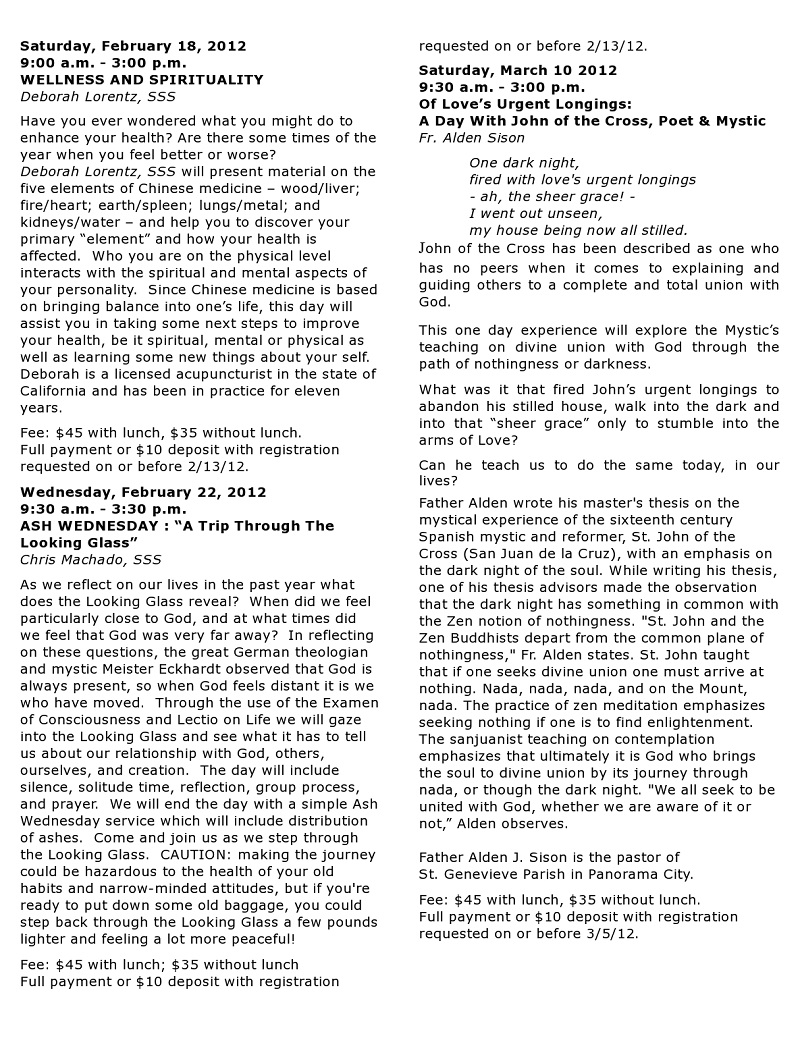 Saturday, February 18, 2012
9:00 a.m. - 3:00 p.m.
WELLNESS AND SPIRITUALITY
Deborah Lorentz, SSS
Have you ever wondered what you might do to
enhance your health? Are there some times of the
year when you feel better or worse?
Deborah Lorentz, SSS will present material on the
five elements of Chinese medicine – wood/liver;
fire/heart; earth/spleen; lungs/metal; and
kidneys/water – and help you to discover your
primary “element” and how your health is
affected.  Who you are on the physical level
interacts with the spiritual and mental aspects of
your personality.  Since Chinese medicine is based
on bringing balance into one’s life, this day will
assist you in taking some next steps to improve
your health, be it spiritual, mental or physical as
well as learning some new things about your self.
Deborah is a licensed acupuncturist in the state of
California and has been in practice for eleven
years.
Fee: $45 with lunch, $35 without lunch.
Full payment or $10 deposit with registration
requested on or before 2/13/12.
Wednesday, February 22, 2012
9:30 a.m. - 3:30 p.m.
ASH WEDNESDAY : “A Trip Through The
Looking Glass”
Chris Machado, SSS
As we reflect on our lives in the past year what
does the Looking Glass reveal?  When did we feel
particularly close to God, and at what times did
we feel that God was very far away?  In reflecting
on these questions, the great German theologian
and mystic Meister Eckhardt observed that God is
always present, so when God feels distant it is we
who have moved.  Through the use of the Examen
of Consciousness and Lectio on Life we will gaze
into the Looking Glass and see what it has to tell
us about our relationship with God, others,
ourselves, and creation.  The day will include
silence, solitude time, reflection, group process,
and prayer.  We will end the day with a simple Ash
Wednesday service which will include distribution
of ashes.  Come and join us as we step through
the Looking Glass.  CAUTION: making the journey
could be hazardous to the health of your old
habits and narrow-minded attitudes, but if you're
ready to put down some old baggage, you could
step back through the Looking Glass a few pounds
lighter and feeling a lot more peaceful!
Fee: $45 with lunch; $35 without lunch
Full payment or $10 deposit with registration
requested on or before 2/13/12.
Saturday, March 10 2012
9:30 a.m. - 3:00 p.m.
Of Love’s Urgent Longings:
A Day With John of the Cross, Poet & Mystic
Fr. Alden Sison
One dark night,
fired with love's urgent longings
- ah, the sheer grace! -
I went out unseen,
my house being now all stilled.
John of the Cross has been described as one who
has no peers when it comes to explaining and
guiding others to a complete and total union with
God.
This one day experience will explore the Mystic’s
teaching on divine union with God through the
path of nothingness or darkness.
What was it that fired John’s urgent longings to
abandon his stilled house, walk into the dark and
into that “sheer grace” only to stumble into the
arms of Love?
Can he teach us to do the same today, in our
lives?
Father Alden wrote his master's thesis on the
mystical experience of the sixteenth century
Spanish mystic and reformer, St. John of the
Cross (San Juan de la Cruz), with an emphasis on
the dark night of the soul. While writing his thesis,
one of his thesis advisors made the observation
that the dark night has something in common with
the Zen notion of nothingness. "St. John and the
Zen Buddhists depart from the common plane of
nothingness," Fr. Alden states. St. John taught
that if one seeks divine union one must arrive at
nothing. Nada, nada, nada, and on the Mount,
nada. The practice of zen meditation emphasizes
seeking nothing if one is to find enlightenment.
The sanjuanist teaching on contemplation
emphasizes that ultimately it is God who brings
the soul to divine union by its journey through
nada, or though the dark night. "We all seek to be
united with God, whether we are aware of it or
not,” Alden observes.
Father Alden J. Sison is the pastor of
St. Genevieve Parish in Panorama City.
Fee: $45 with lunch, $35 without lunch.
Full payment or $10 deposit with registration
requested on or before 3/5/12.